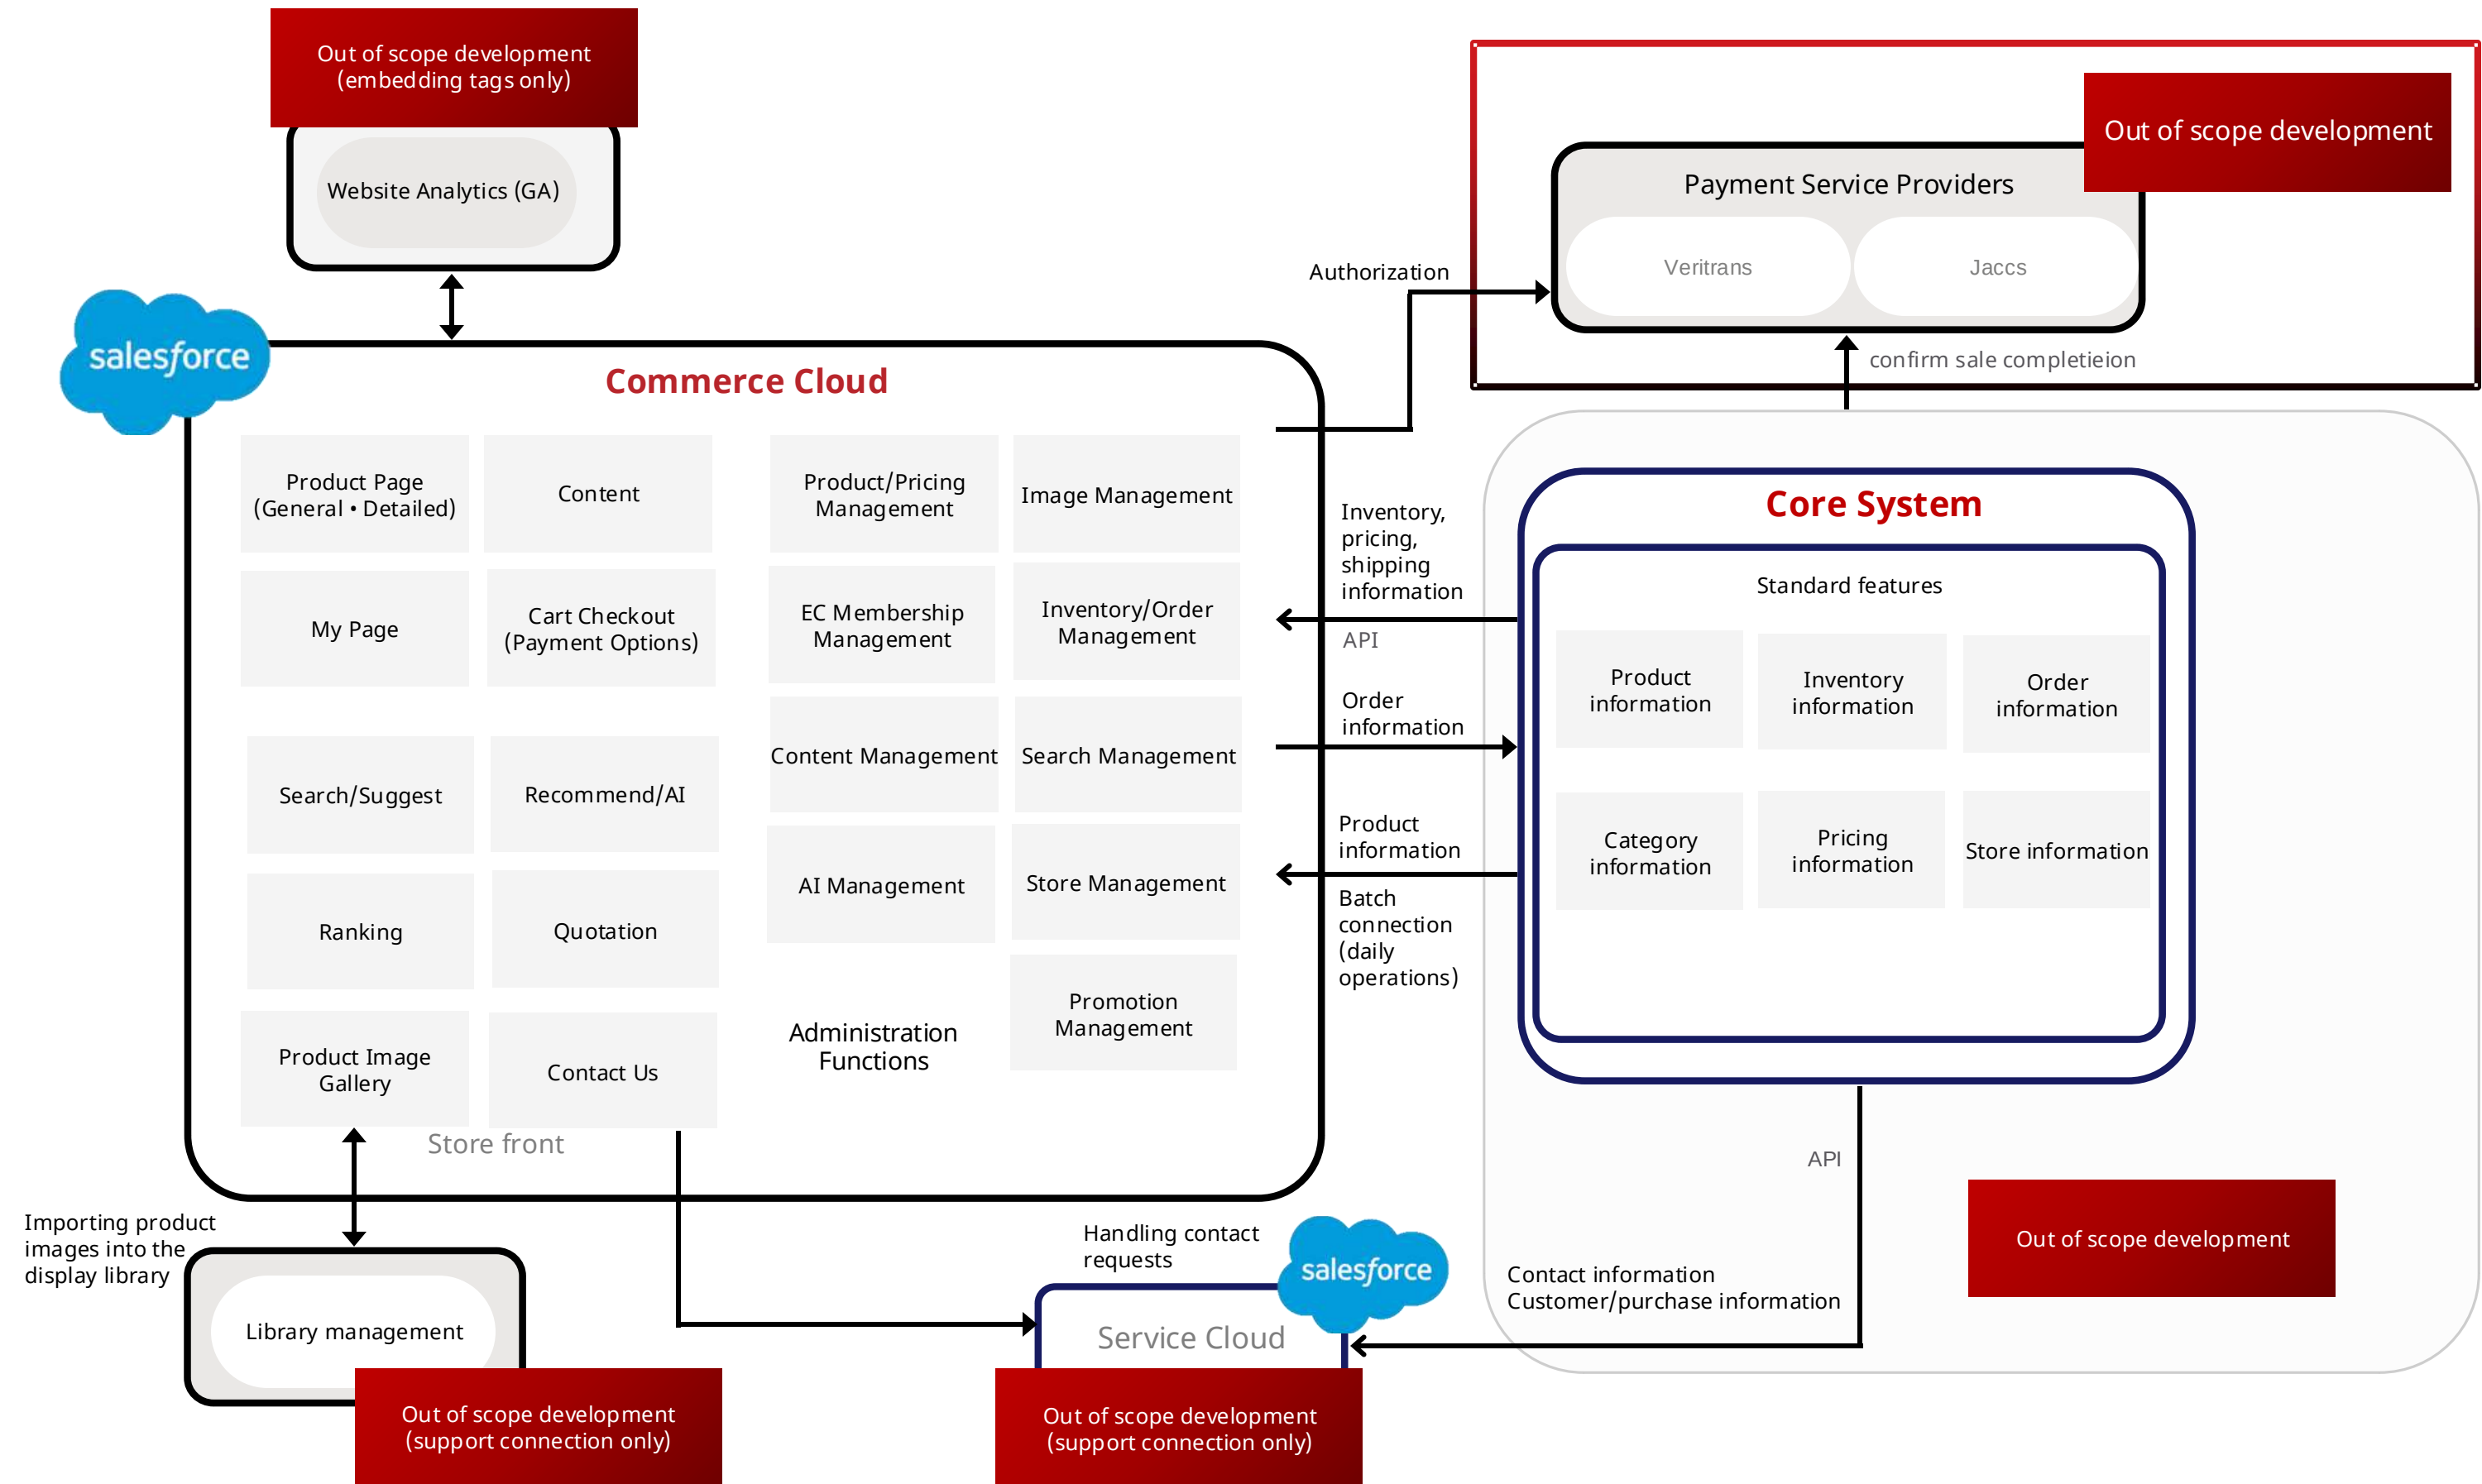 Out of scope development
(embedding tags only)
Website Analytics (GA)
Out of scope development
Payment Service Providers
Veritrans
Jaccs
Authorization
confirm sale completieion
salesforce
Commerce Cloud
Product Page
(General • Detailed)
Content
Product/Pricing
Management
Image Management
My Page
Cart Checkout
(Payment Options)
EC Membership
Management
Inventory/Order
Management
Search/Suggest
Recommend/AI
Content Management
Search Management
Ranking
Quotation
AI Management
Store Management
Product Image
Gallery
Contact Us
Administration
Functions
Promotion
Management
Store front
Inventory,
pricing,
shipping
information
API
Order
information
Product
information
Batch
connection
(daily
operations)
Core System
Standard features
Product
information
Inventory
information
Order
information
Category
information
Pricing
information
Store information
API
Out of scope development
Contact information
Customer/purchase information
Importing product
images into the
display library
Library management
Out of scope development
(support connection only)
Handling contact
requests
salesforce
Service Cloud
Out of scope development
(support connection only)